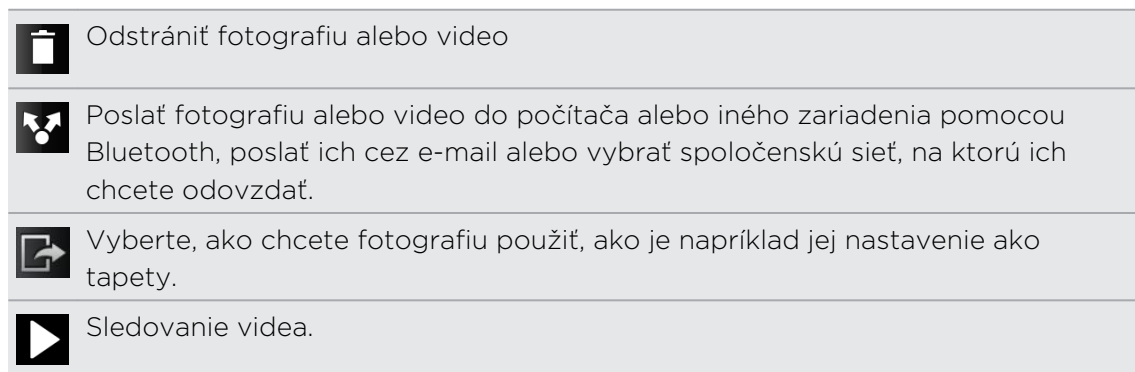 Odstrániť fotografiu alebo video
Poslať fotografiu alebo video do počítača alebo iného zariadenia pomocou
Bluetooth, poslať ich cez e-mail alebo vybrať spoločenskú sieť, na ktorú ich
chcete odovzdať.
Vyberte, ako chcete fotografiu použiť, ako je napríklad jej nastavenie ako
tapety.
Sledovanie videa.